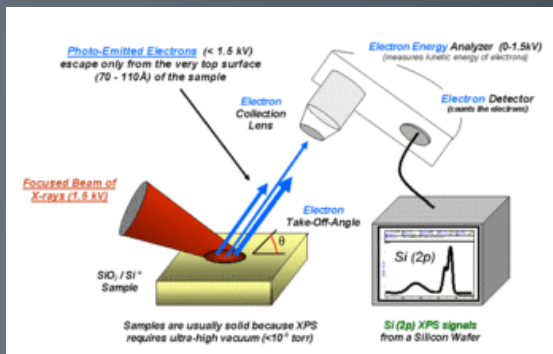 Photo-Emitted Electrons (< 1.5 kV)
escape only from the very top surface
(70 - 110Å) of the sample
Electron Energy Analyzer (0-1.5kV)
(measures kinetic energy of electrons)
Electron Detector
(counts the electrons)
Electron
Collection
Lens
Focused Beam of
X-rays (1.5 kV)
Electron
Take-Off-Angle
θ
SiO₂ / Si
Sample
Si (2p)
Samples are usually solid because XPS
requires ultra-high vacuum
Si (2p) XPS signals
from a Silicon Wafer